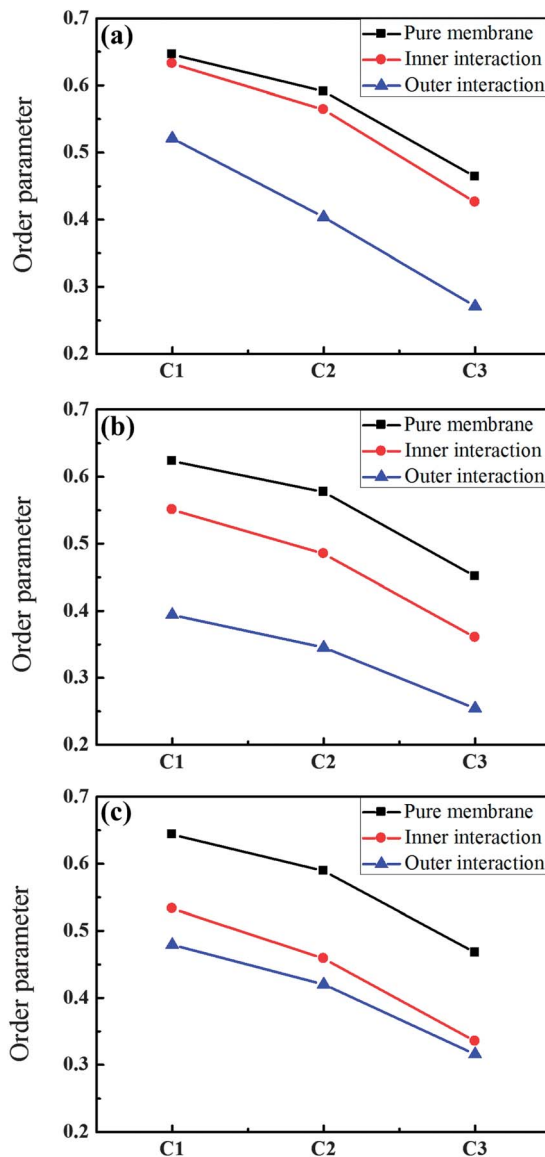 (a)
Pure membrane
Inner interaction
Outer interaction
Order parameter
0.7
0.6
0.5
0.4
0.3
0.2
C1 C2 C3
(b)
Pure membrane
Inner interaction
Outer interaction
Order parameter
0.7
0.6
0.5
0.4
0.3
0.2
C1 C2 C3
(c)
Pure membrane
Inner interaction
Outer interaction
Order parameter
0.7
0.6
0.5
0.4
0.3
0.2
C1 C2 C3